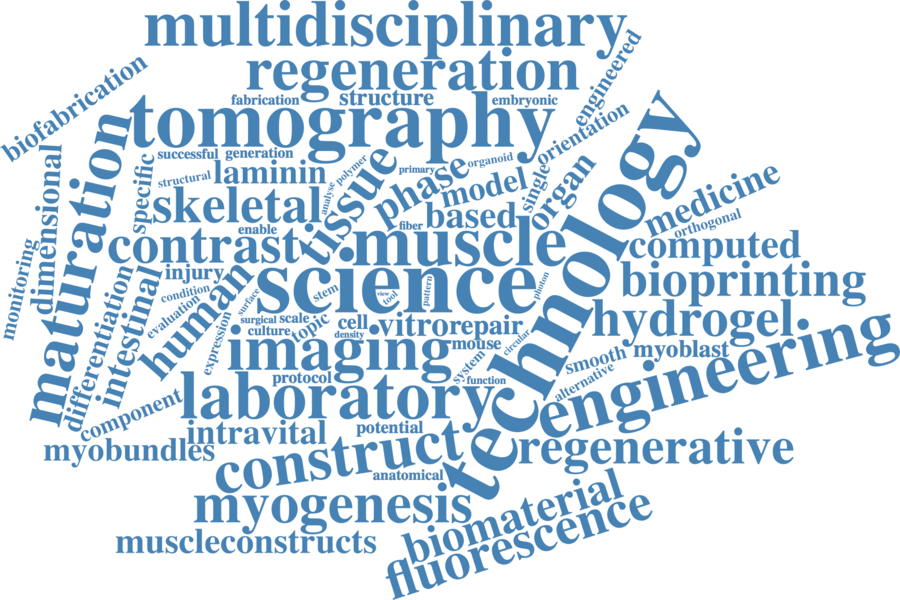 multidisciplinary
regeneration
engineered
biofabrication
fabrication
structure
embryonic
tomography
orientation
successful
generation
organoid
dimensional
maturation
specific
structural
laminin
analyse
polymer
tissue
primary
phase
model
single
organ
technology
medicine
skeletal
fiber
based
orthogonal
contrast
enable
muscle
computed
monitoring
differentiation
intestinal
injury
human
science
stem
view
tool
pattern
photon
bioprinting
condition
surface
evaluation
expression
surgical
scale
topic
culture
cell
density
vitro
repair
circular
hydrogel
imaging
mouse
system
smooth
myoblast
engineering
protocol
function
alternative
component
laboratory
myobundles
intravital
potential
construct
anatomical
regenerative
myogenesis
biomaterial
muscleconstructs
fluorescence